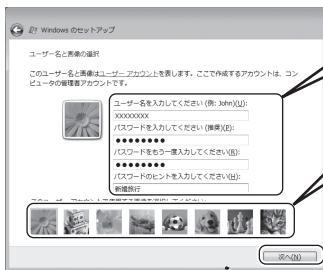 Windows のセットアップ
ユーザー名と画像の選択
このユーザー名と画像はユーザー アカウントを表します。ここで作成するアカウントは、コン
ピュータの管理者アカウントです。
ユーザー名を入力してください (例: John)(U):
XXXXXXXX
パスワードを入力してください (推奨)(P):
●●●●●●●●
パスワードをもう一度入力してください(R):
●●●●●●●●
パスワードのヒントを入力してください(H):
新婚旅行
次へ(N)